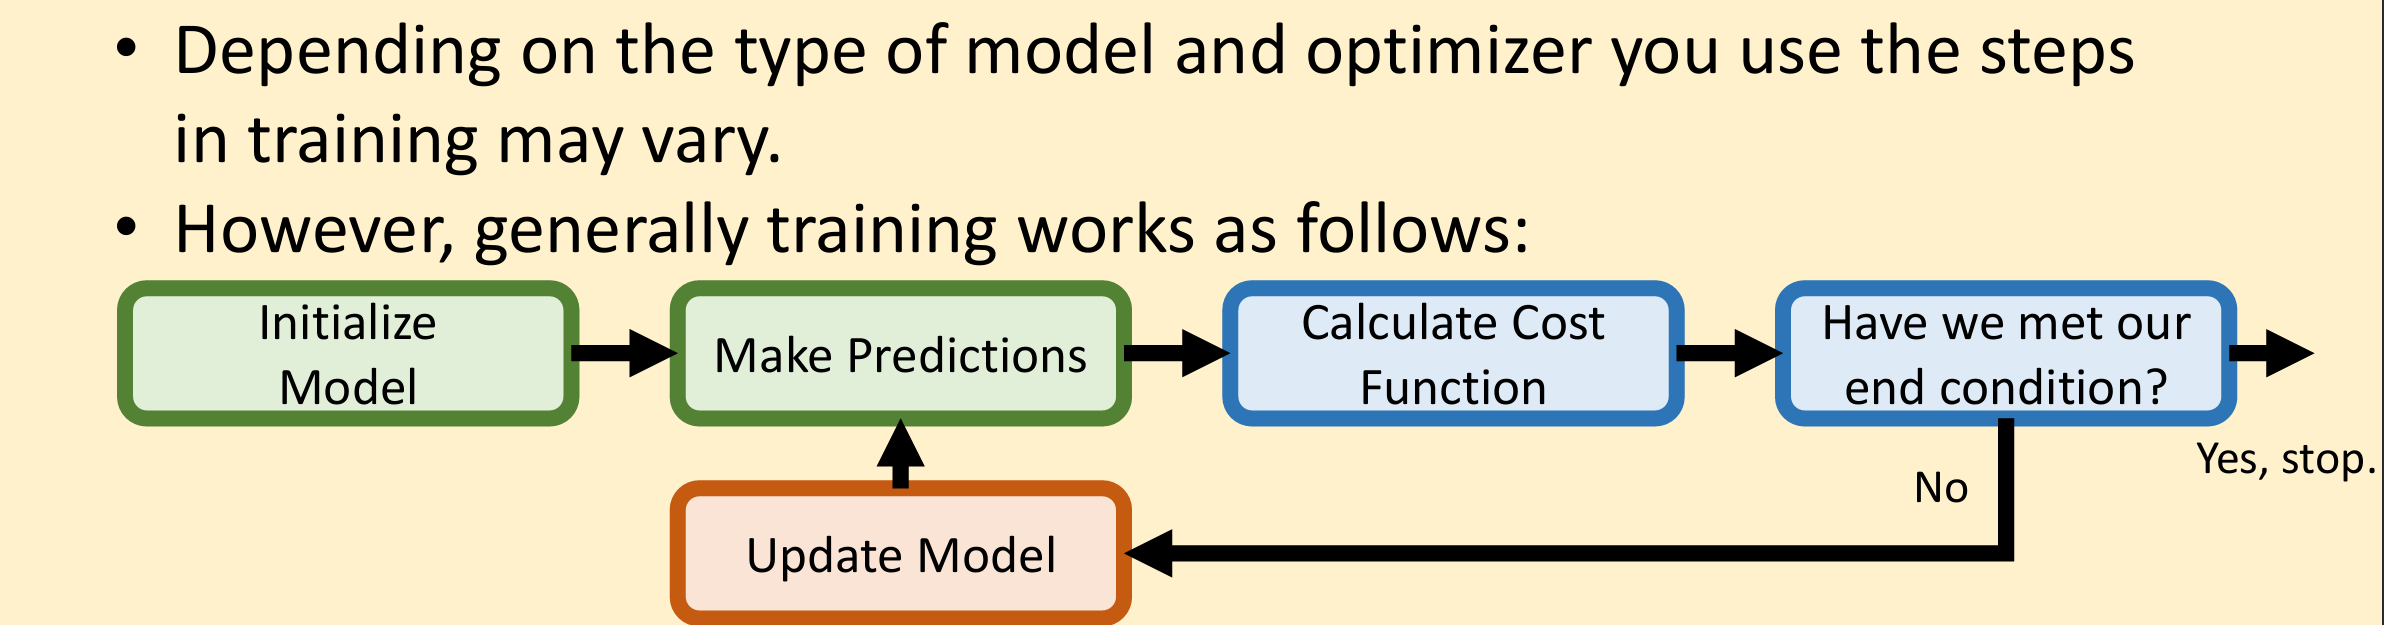 • Depending on the type of model and optimizer you use the steps
in training may vary.
• However, generally training works as follows:
Initialize
Model
Make Predictions
Calculate Cost
Function
Have we met our
end condition?
Yes, stop.
No
Update Model